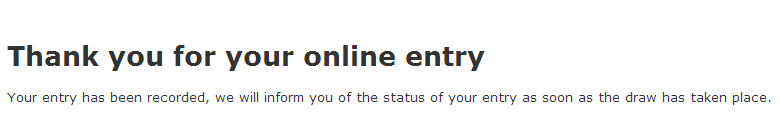 Thank you for your online entry
Your entry has been recorded, we will inform you of the status of your entry as soon as the draw has taken place.